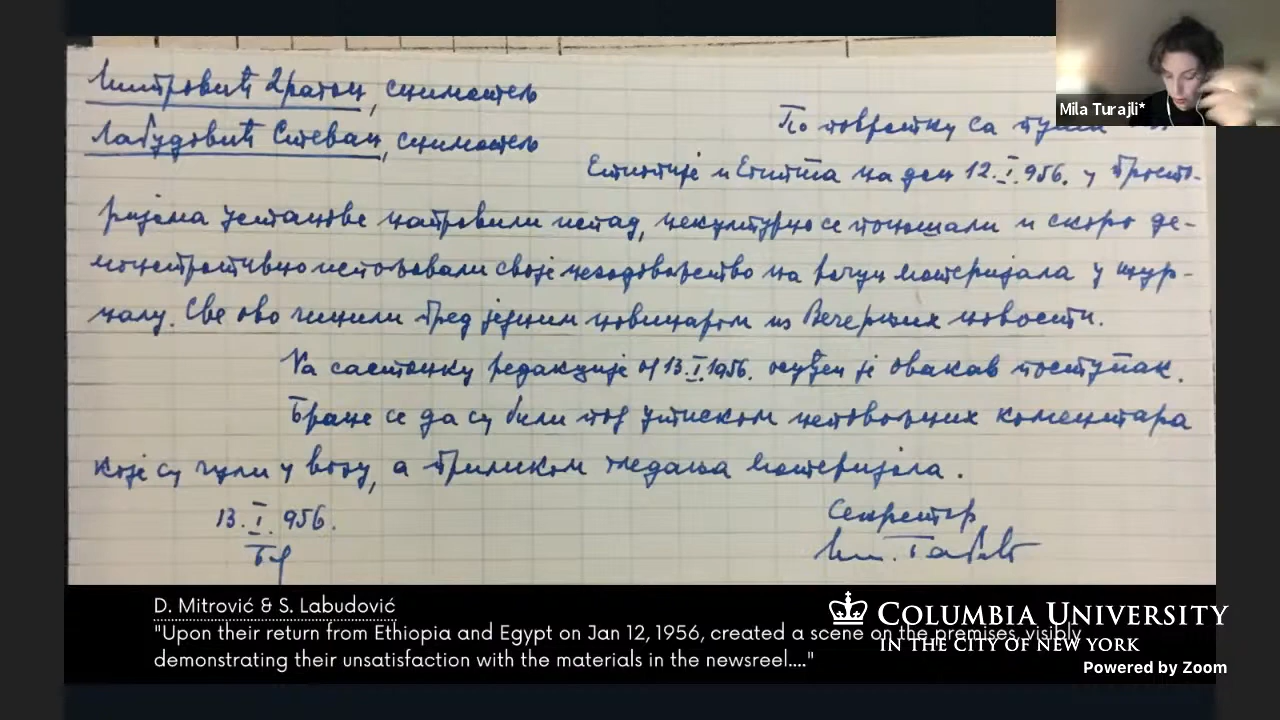 Митровић Драган, сниматељ
Лабудовић Стеван, сниматељ
По повратку са пута
Етиопије и Египта на дан 12.I.956. у просто-
ријама установе направили испад, некултурно се понашали и скоро де-
монстративно испољавали своје незадовољство на рачун материјала у жур-
налу. Све ово чинили пред једним новинаром из Вечерњих новости.
На састанку редакције од 13.I.1956. осуђен је овакав поступак.
Бране се да су били под утиском неповољних коментара
које су чули у возу, а приликом гледања материјала.
13.I.956.
Секретар
Mila Turajli*
D. Mitrović & S. Labudović
"Upon their return from Ethiopia and Egypt on Jan 12, 1956, created a scene on the premises, visibly
demonstrating their unsatisfaction with the materials in the newsreel...."
COLUMBIA UNIVERSITY
IN THE CITY OF NEW YORK
Powered by Zoom